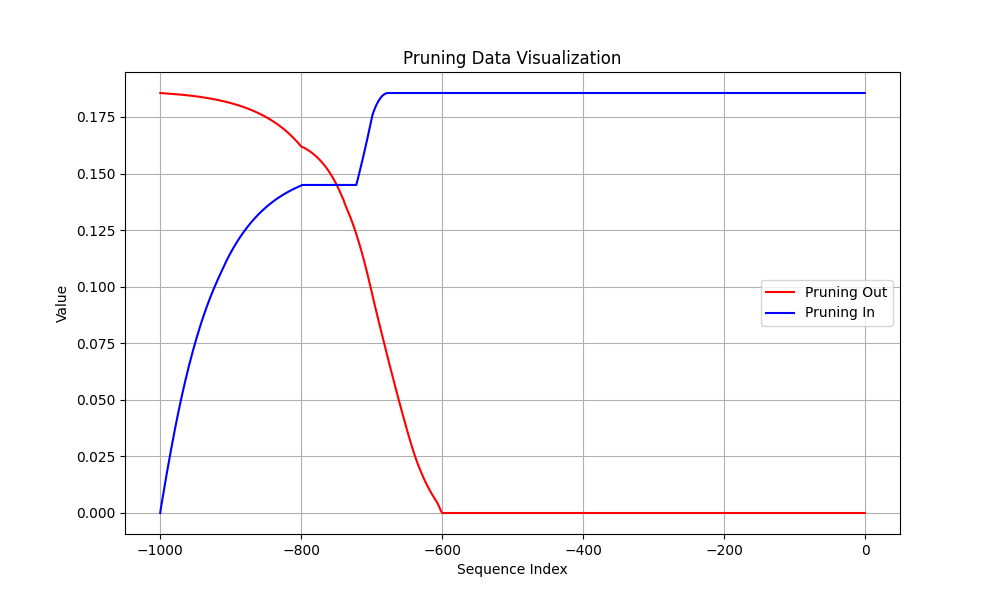 Pruning Data Visualization
Value
0.175
0.150
0.125
0.100
0.075
0.050
0.025
0.000
Pruning Out
Pruning In
−1000 −800 −600 −400 −200 0
Sequence Index